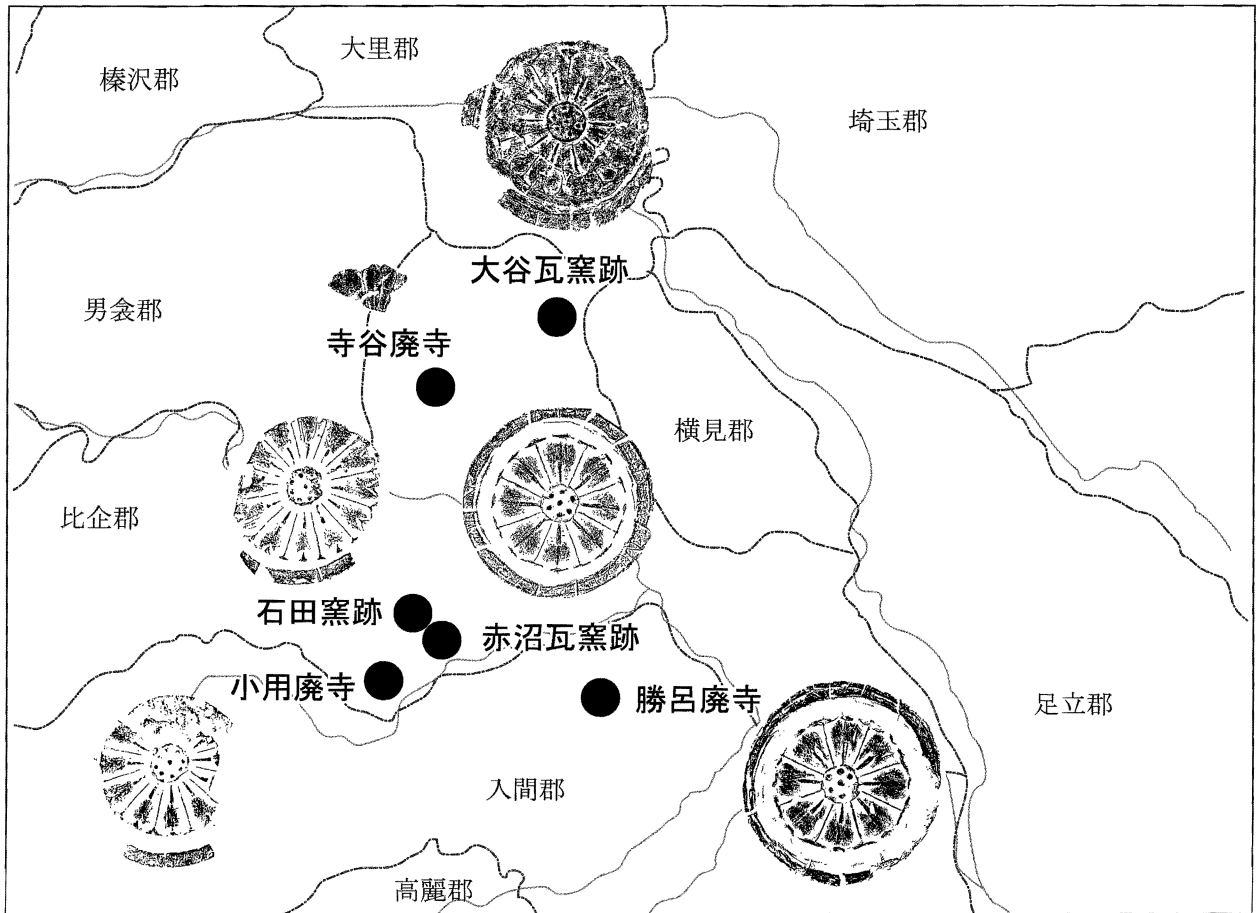 大里郡
榛沢郡
埼玉郡
大谷瓦窯跡
男衾郡
寺谷廃寺
横見郡
比企郡
石田窯跡
赤沼瓦窯跡
小用廃寺
勝呂廃寺
足立郡
入間郡
高麗郡